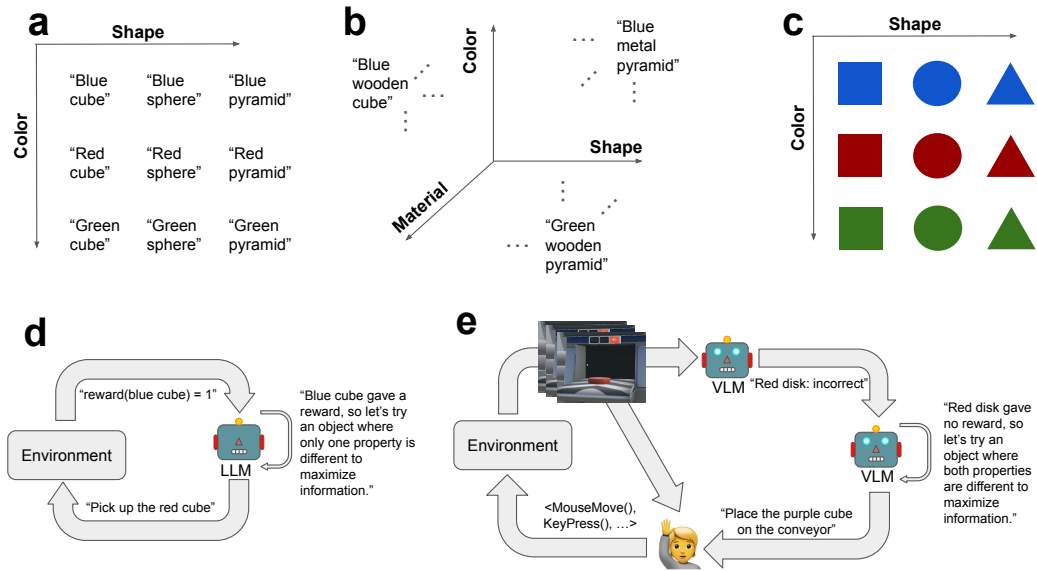 a
Shape
Color
"Blue cube"
"Blue sphere"
"Blue pyramid"
"Red cube"
"Red sphere"
"Red pyramid"
"Green cube"
"Green sphere"
"Green pyramid"
b
Color
Shape
Material
"Blue
wooden
cube"
"Blue
metal
pyramid"
"Green
wooden
pyramid"
c
Shape
Color
d
"reward(blue cube) = 1"
Environment
LLM
"Pick up the red cube"
"Blue cube gave a
reward, so let's try
an object where
only one property is
different to
maximize
information."
e
VLM
"Red disk: incorrect"
Environment
VLM
<MouseMove(),
KeyPress(), ...>
"Place the purple cube
on the conveyor"
"Red disk gave
no reward, so
let's try an
object where
both properties
are different to
maximize
information."